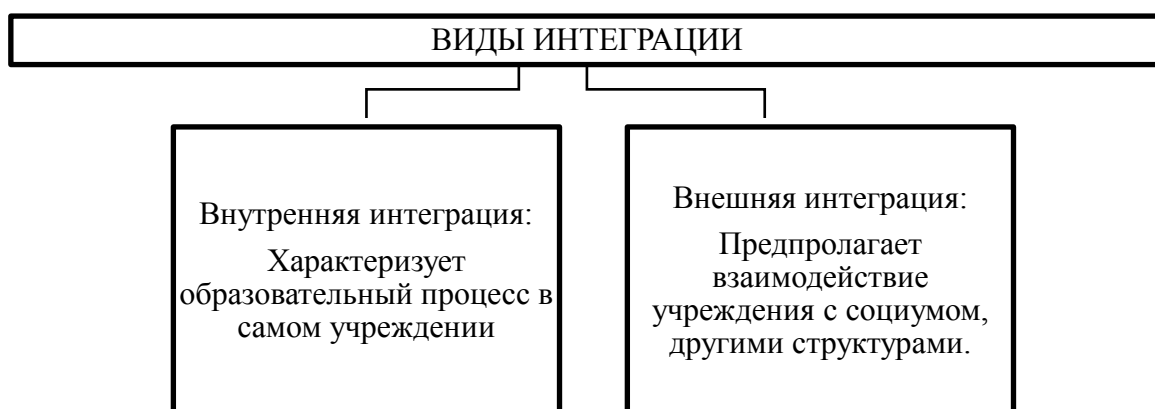 ВИДЫ ИНТЕГРАЦИИ
Внутренняя интеграция:
Характеризует
образовательный процесс в
самом учреждении
Внешняя интеграция:
Предпролагает
взаимодействие
учреждения с социумом,
другими структурами.